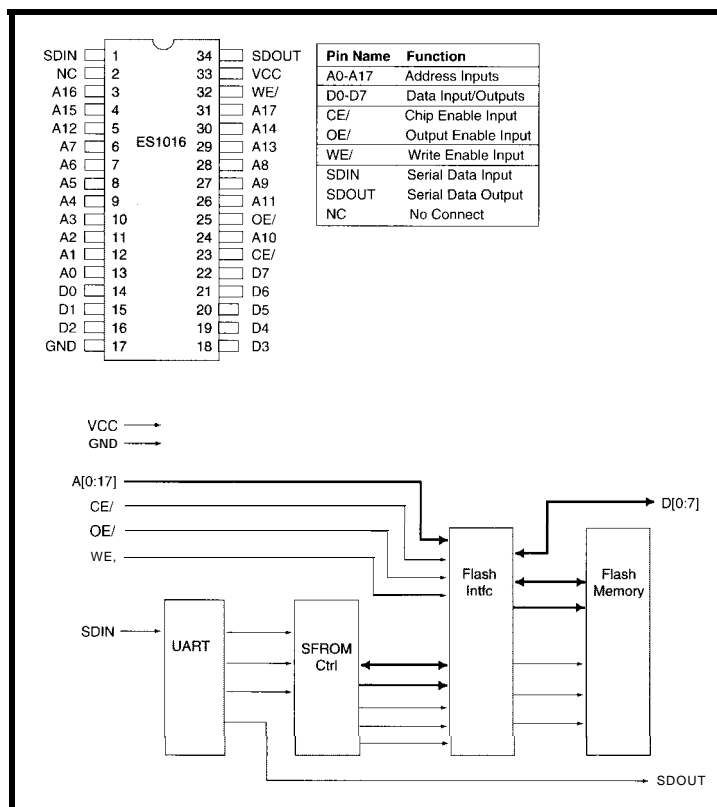 SDIN 1 34 SDOUT
NC 2 33 VCC
A16 3 32 WE/
A15 4 31 A17
A12 5 30 A14
A7 6 29 A13
ES1016
A6 7 28 A8
A5 8 27 A9
A4 9 26 A11
A3 10 25 OE/
A2 11 24 A10
A1 12 23 CE/
A0 13 22 D7
D0 14 21 D6
D1 15 20 D5
D2 16 19 D4
GND 17 18 D3
Pin Name Function
A0-A17 Address Inputs
D0-D7 Data Input/Outputs
CE/ Chip Enable Input
OE/ Output Enable Input
WE/ Write Enable Input
SDIN Serial Data Input
SDOUT Serial Data Output
NC No Connect
VCC
GND
A[0:17]
CE/
OE/
WE,
D[0:7]
Flash
Intfc
Flash
Memory
SDIN
UART
SFROM
Ctrl
SDOUT